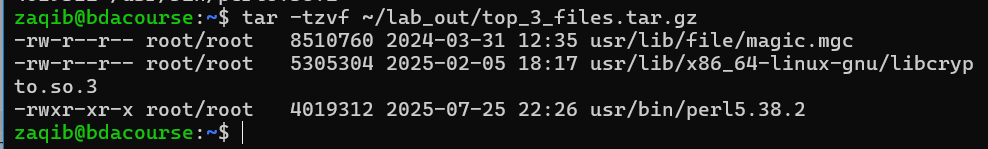 zaqib@bdacourse:~$ tar -tzvf ~/lab_out/top_3_files.tar.gz
-rw-r--r-- root/root   8510760 2024-03-31 12:35 usr/lib/file/magic.mgc
-rw-r--r-- root/root   5305304 2025-02-05 18:17 usr/lib/x86_64-linux-gnu/libcryp
to.so.3
-rwxr-xr-x root/root   4019312 2025-07-25 22:26 usr/bin/perl5.38.2
zaqib@bdacourse:~$